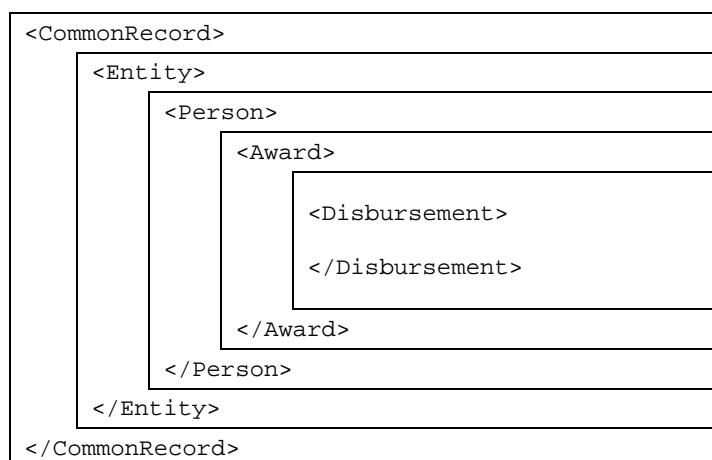 <CommonRecord>
<Entity>
<Person>
<Award>
<Disbursement>
</Disbursement>
</Award>
</Person>
</Entity>
</CommonRecord>